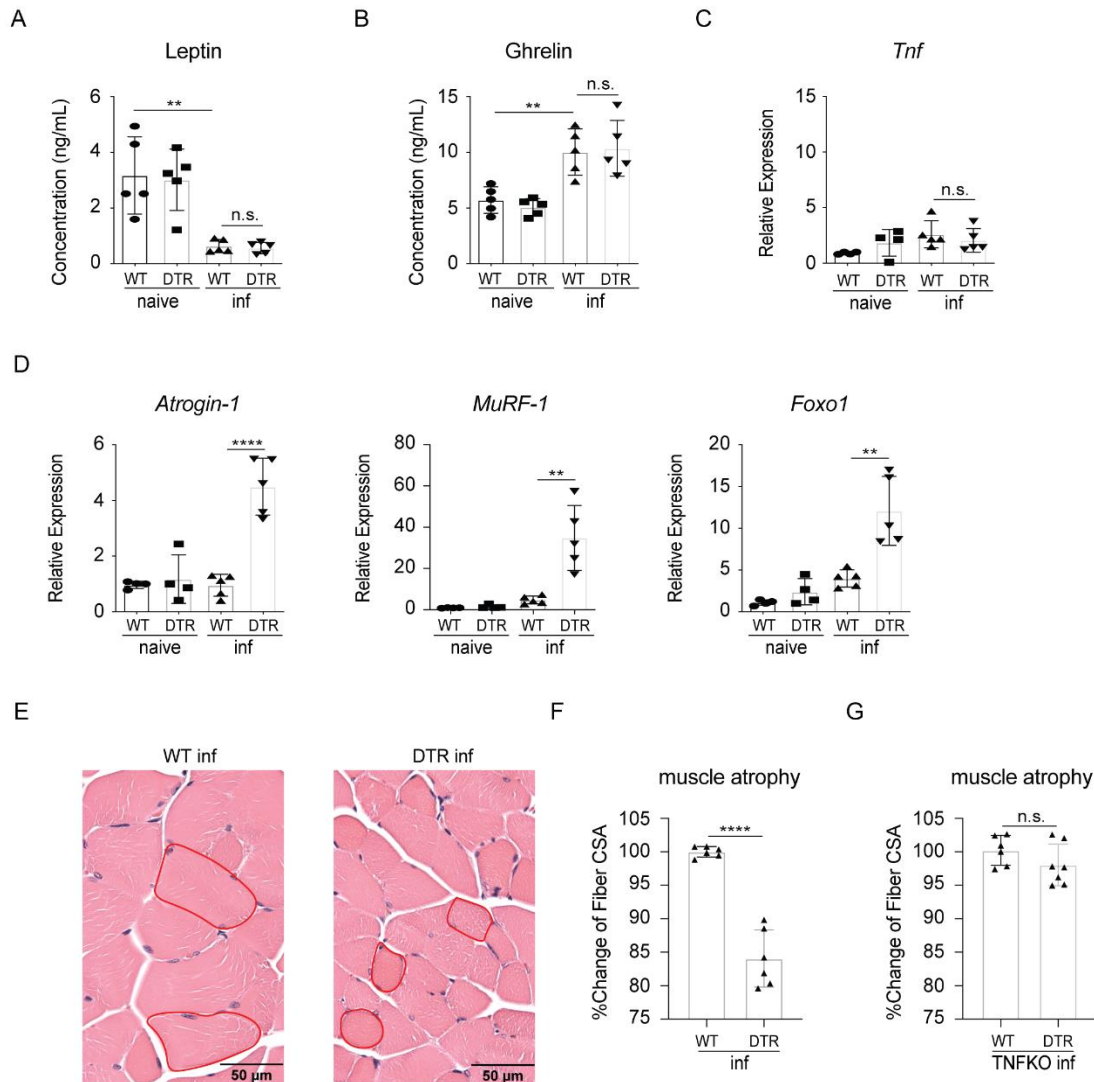 A
B
C
Leptin
Ghrelin
Tnf
Concentration (ng/mL)
6
4
2
0
**
n.s.
WT DTR WT DTR
naive inf
Concentration (ng/mL)
15
10
5
0
**
n.s.
WT DTR WT DTR
naive inf
Relative Expression
15
10
5
0
n.s.
WT DTR WT DTR
naive inf
D
Atrogin-1
MuRF-1
Foxo1
Relative Expression
6
4
2
0
****
WT DTR WT DTR
naive inf
Relative Expression
80
60
40
20
0
**
WT DTR WT DTR
naive inf
Relative Expression
20
15
10
5
0
**
WT DTR WT DTR
naive inf
E
WT inf
DTR inf
50 µm
50 µm
F
muscle atrophy
%Change of Fiber CSA
105
100
95
90
85
80
75
****
WT DTR
inf
G
muscle atrophy
%Change of Fiber CSA
105
100
95
90
85
80
75
n.s.
WT DTR
TNFKO inf